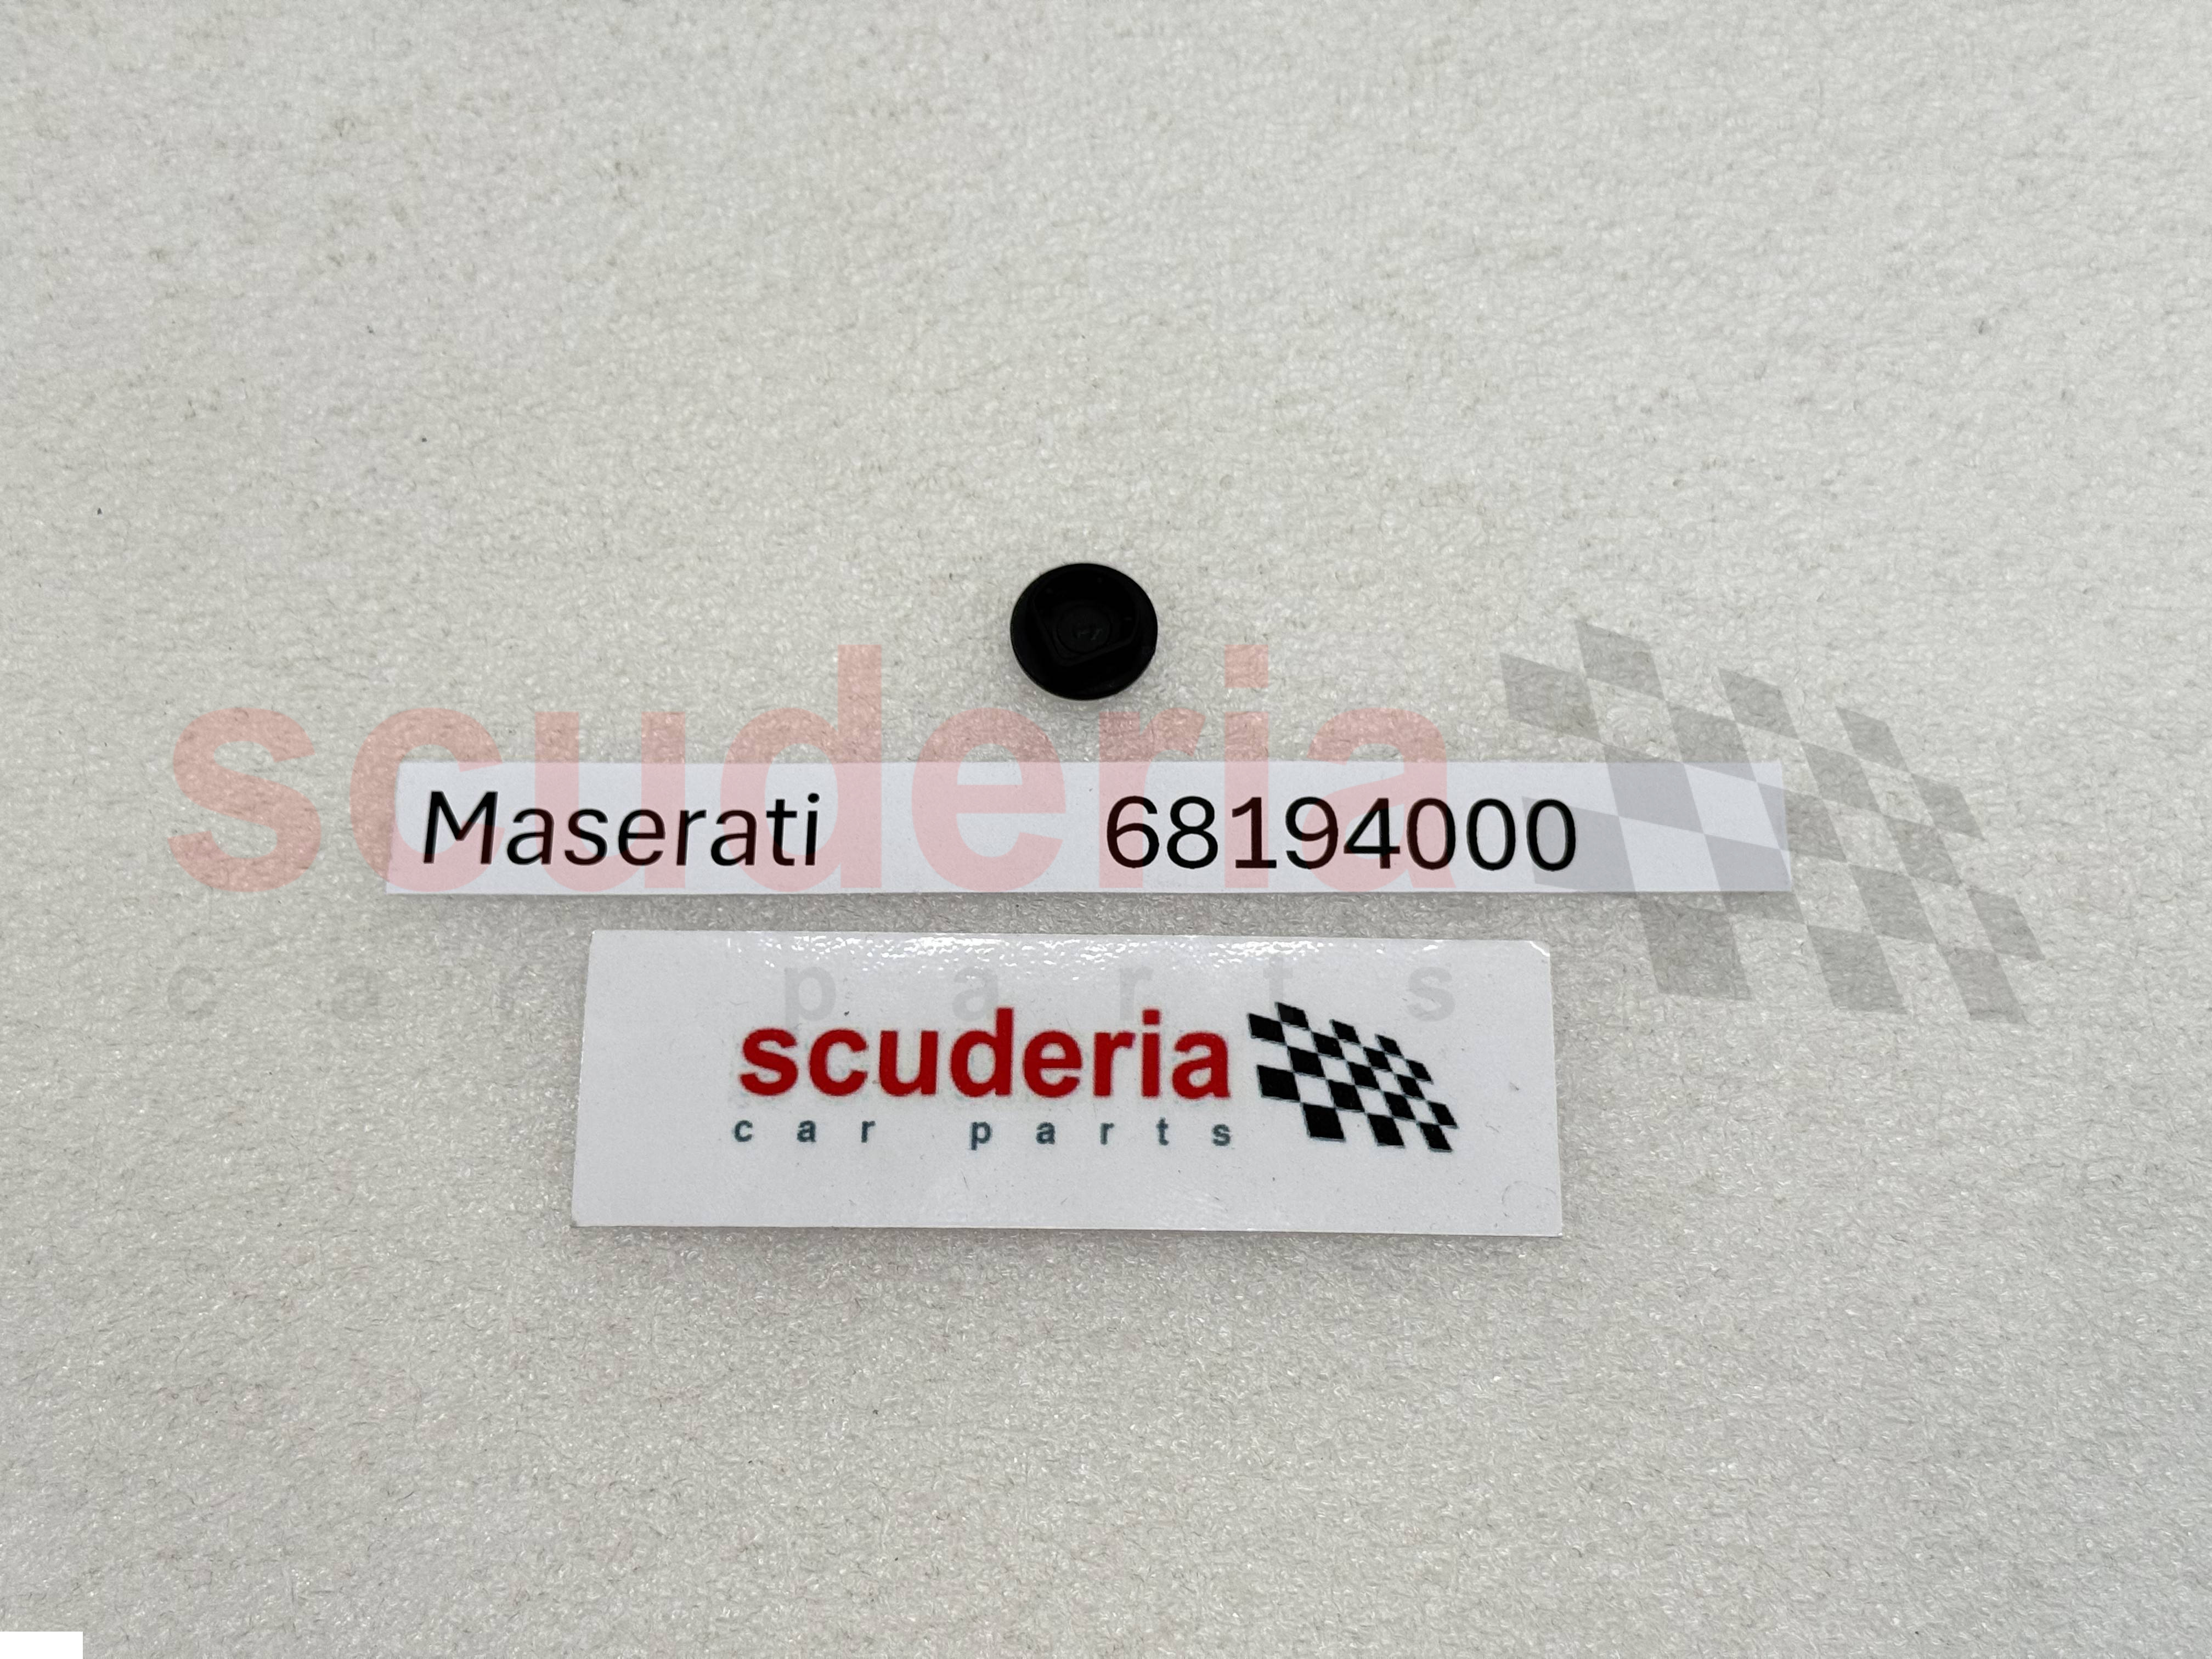 Maserati 68194000
scuderia
car parts
scuderia
car parts